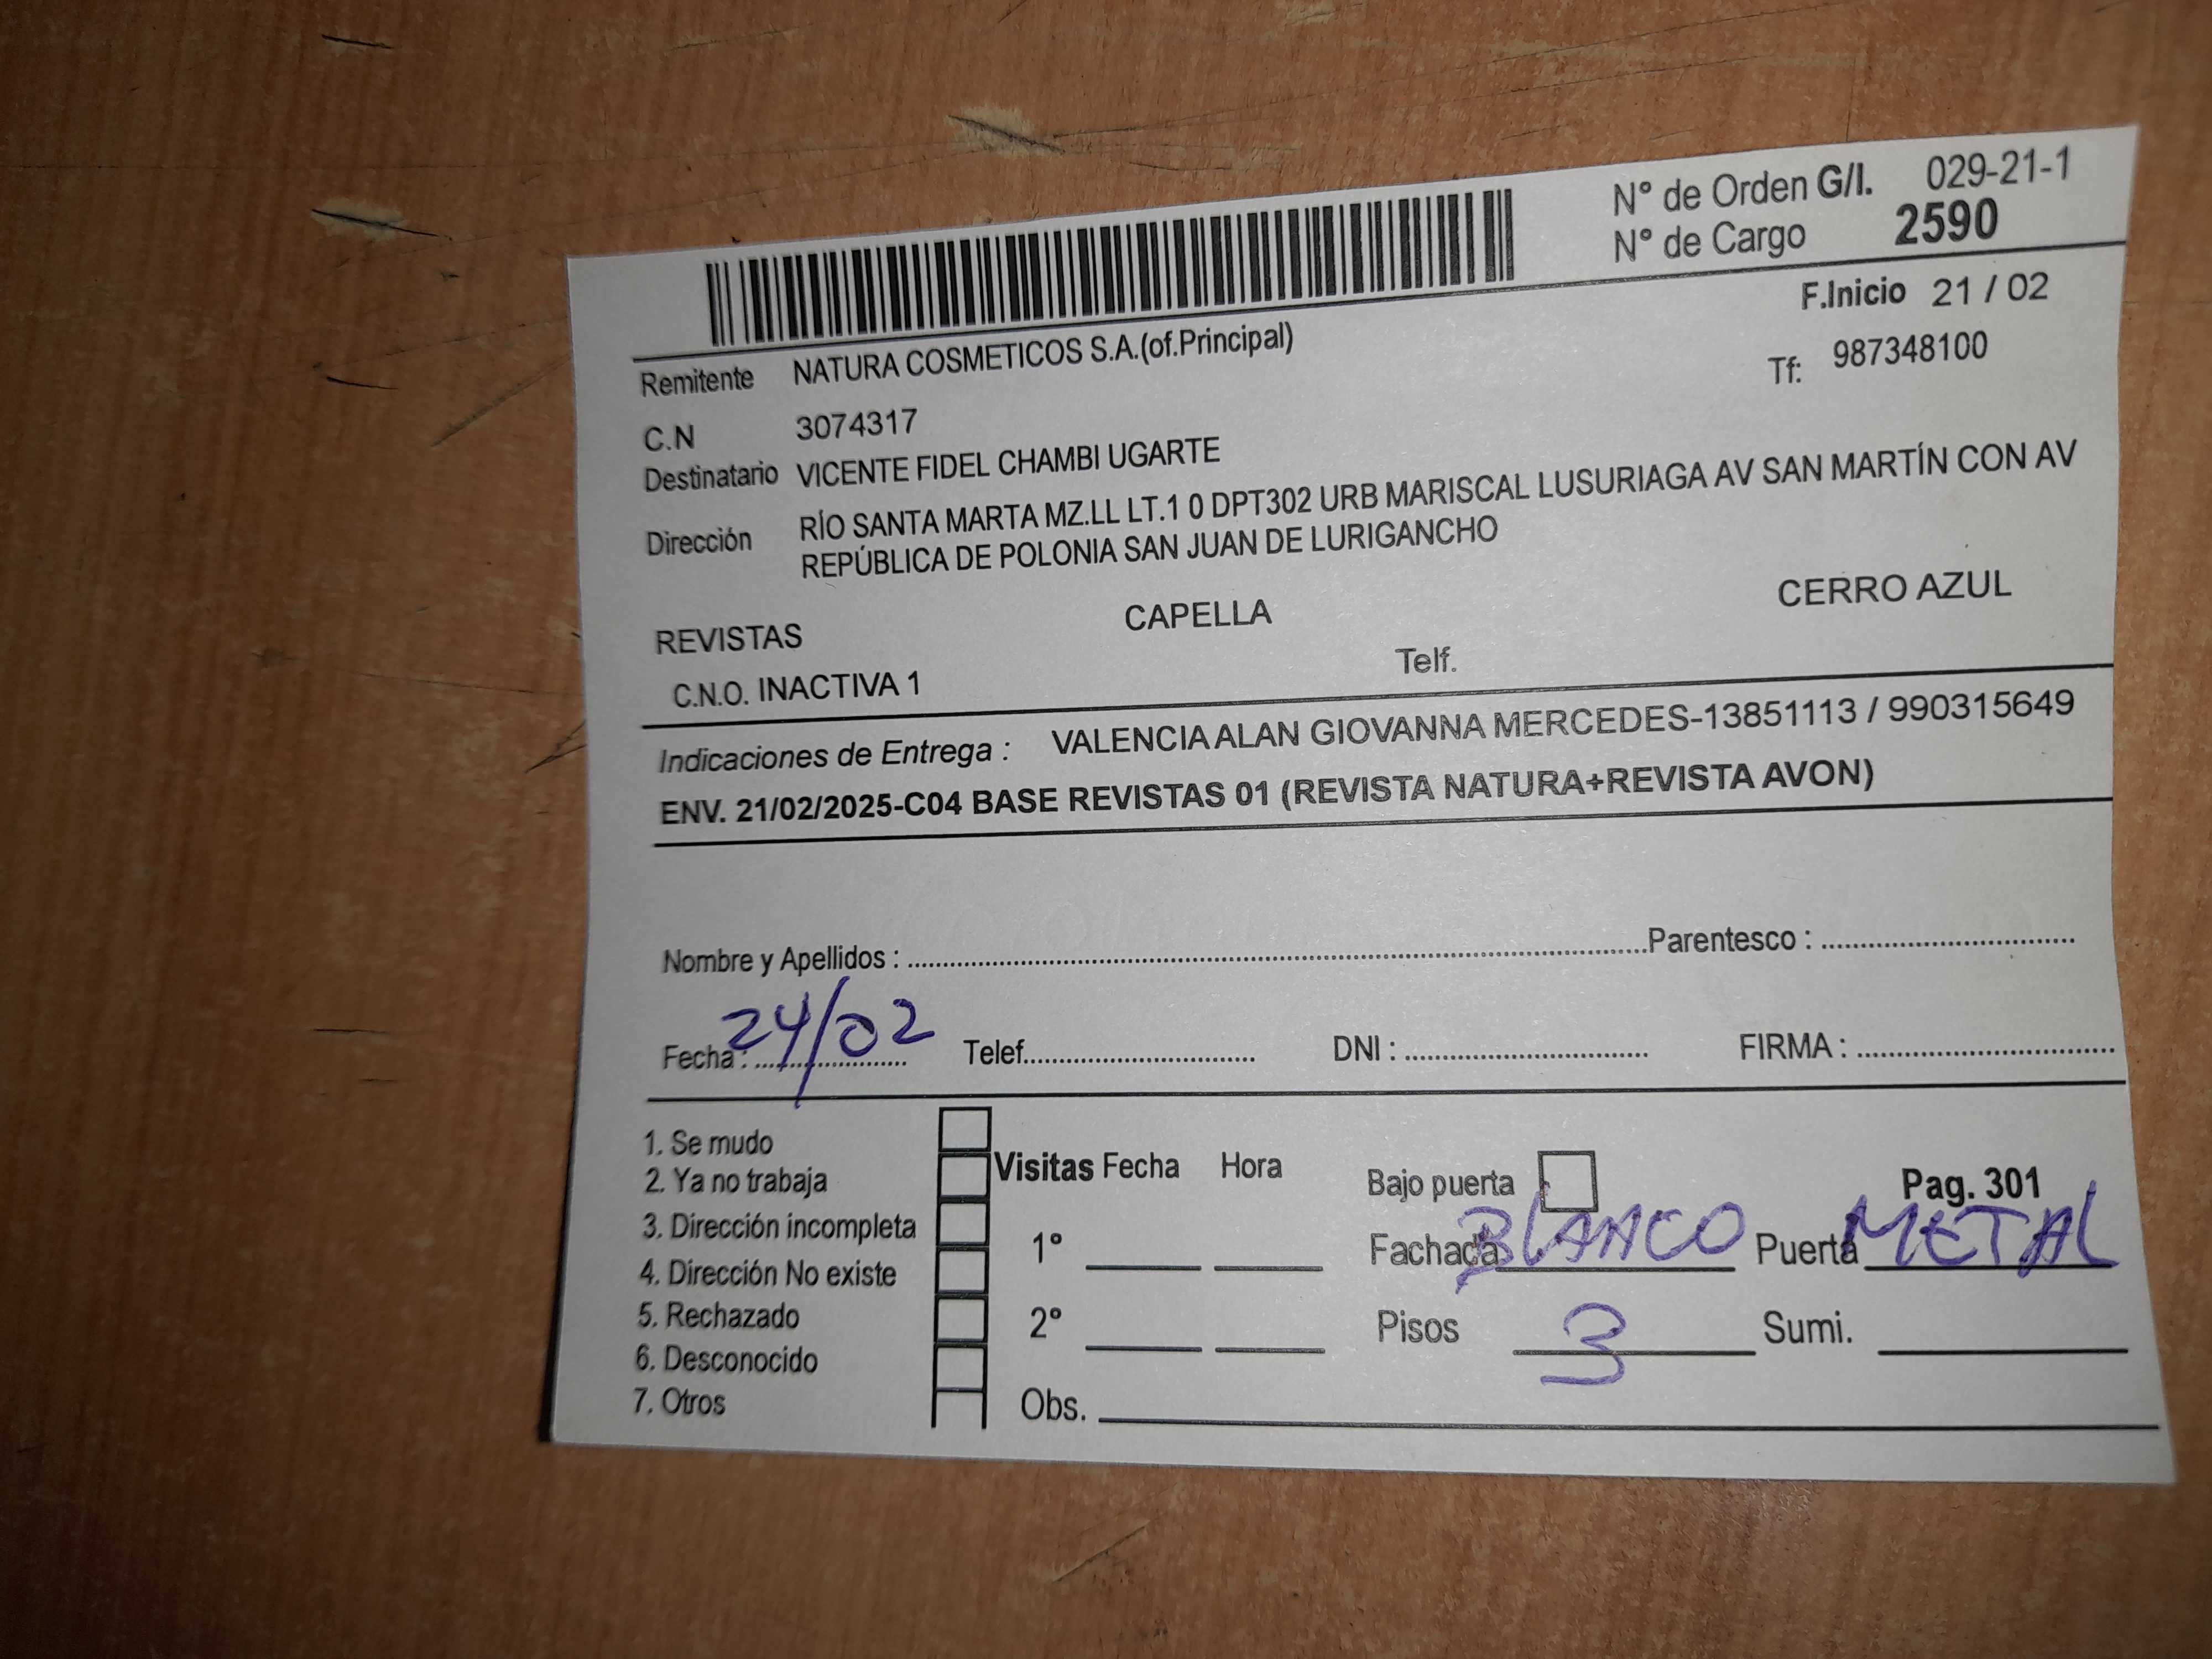 N° de Orden G/I. 029-21-1
N° de Cargo 2590
F.Inicio 21 / 02
Remitente NATURA COSMETICOS S.A.(of.Principal)
Tf: 987348100
C.N 3074317
Destinatario VICENTE FIDEL CHAMBI UGARTE
Dirección RÍO SANTA MARTA MZ.LL LT.1 0 DPT302 URB MARISCAL LUSURIAGA AV SAN MARTÍN CON AV
REPÚBLICA DE POLONIA SAN JUAN DE LURIGANCHO
REVISTAS CAPELLA CERRO AZUL
C.N.O. INACTIVA 1 Telf.
Indicaciones de Entrega : VALENCIA ALAN GIOVANNA MERCEDES-13851113 / 990315649
ENV. 21/02/2025-C04 BASE REVISTAS 01 (REVISTA NATURA+REVISTA AVON)
Nombre y Apellidos : Parentesco :
Fecha : 24/02 Telef. DNI : FIRMA :
1. Se mudo
2. Ya no trabaja
3. Dirección incompleta
4. Dirección No existe
5. Rechazado
6. Desconocido
7. Otros
Visitas Fecha Hora
1°
2°
Obs.
Bajo puerta Pag. 301
Fachada BLANCO Puerta METAL
Pisos 3 Sumi.